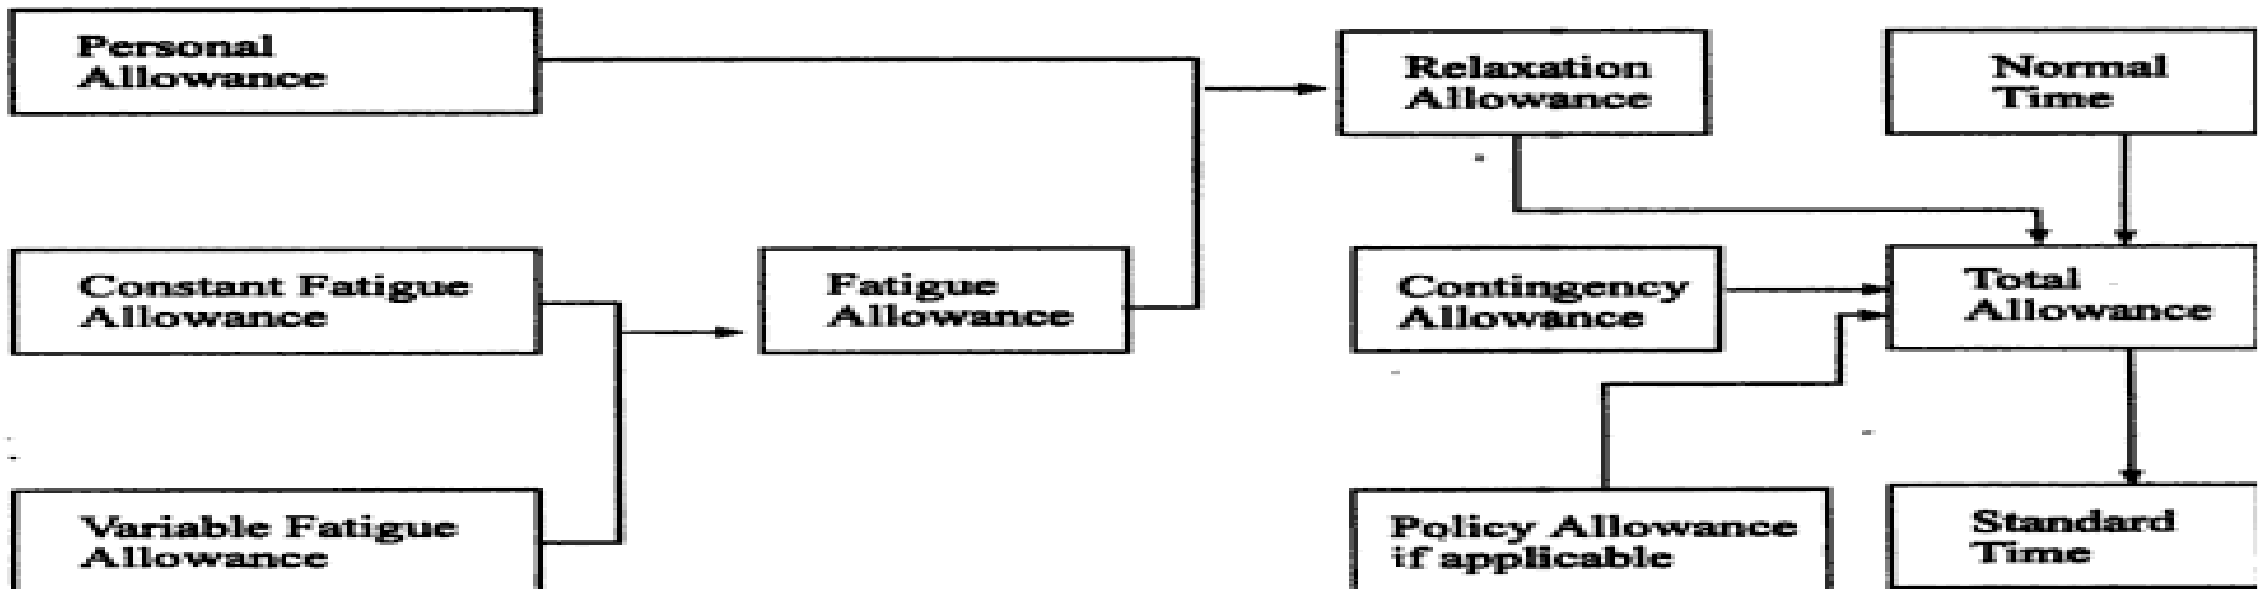 Personal
Allowance
Relaxation
Allowance
Normal
Time
Constant Fatigue
Allowance
Fatigue
Allowance
Contingency
Allowance
Total
Allowance
Variable Fatigue
Allowance
Policy Allowance
if applicable
Standard
Time